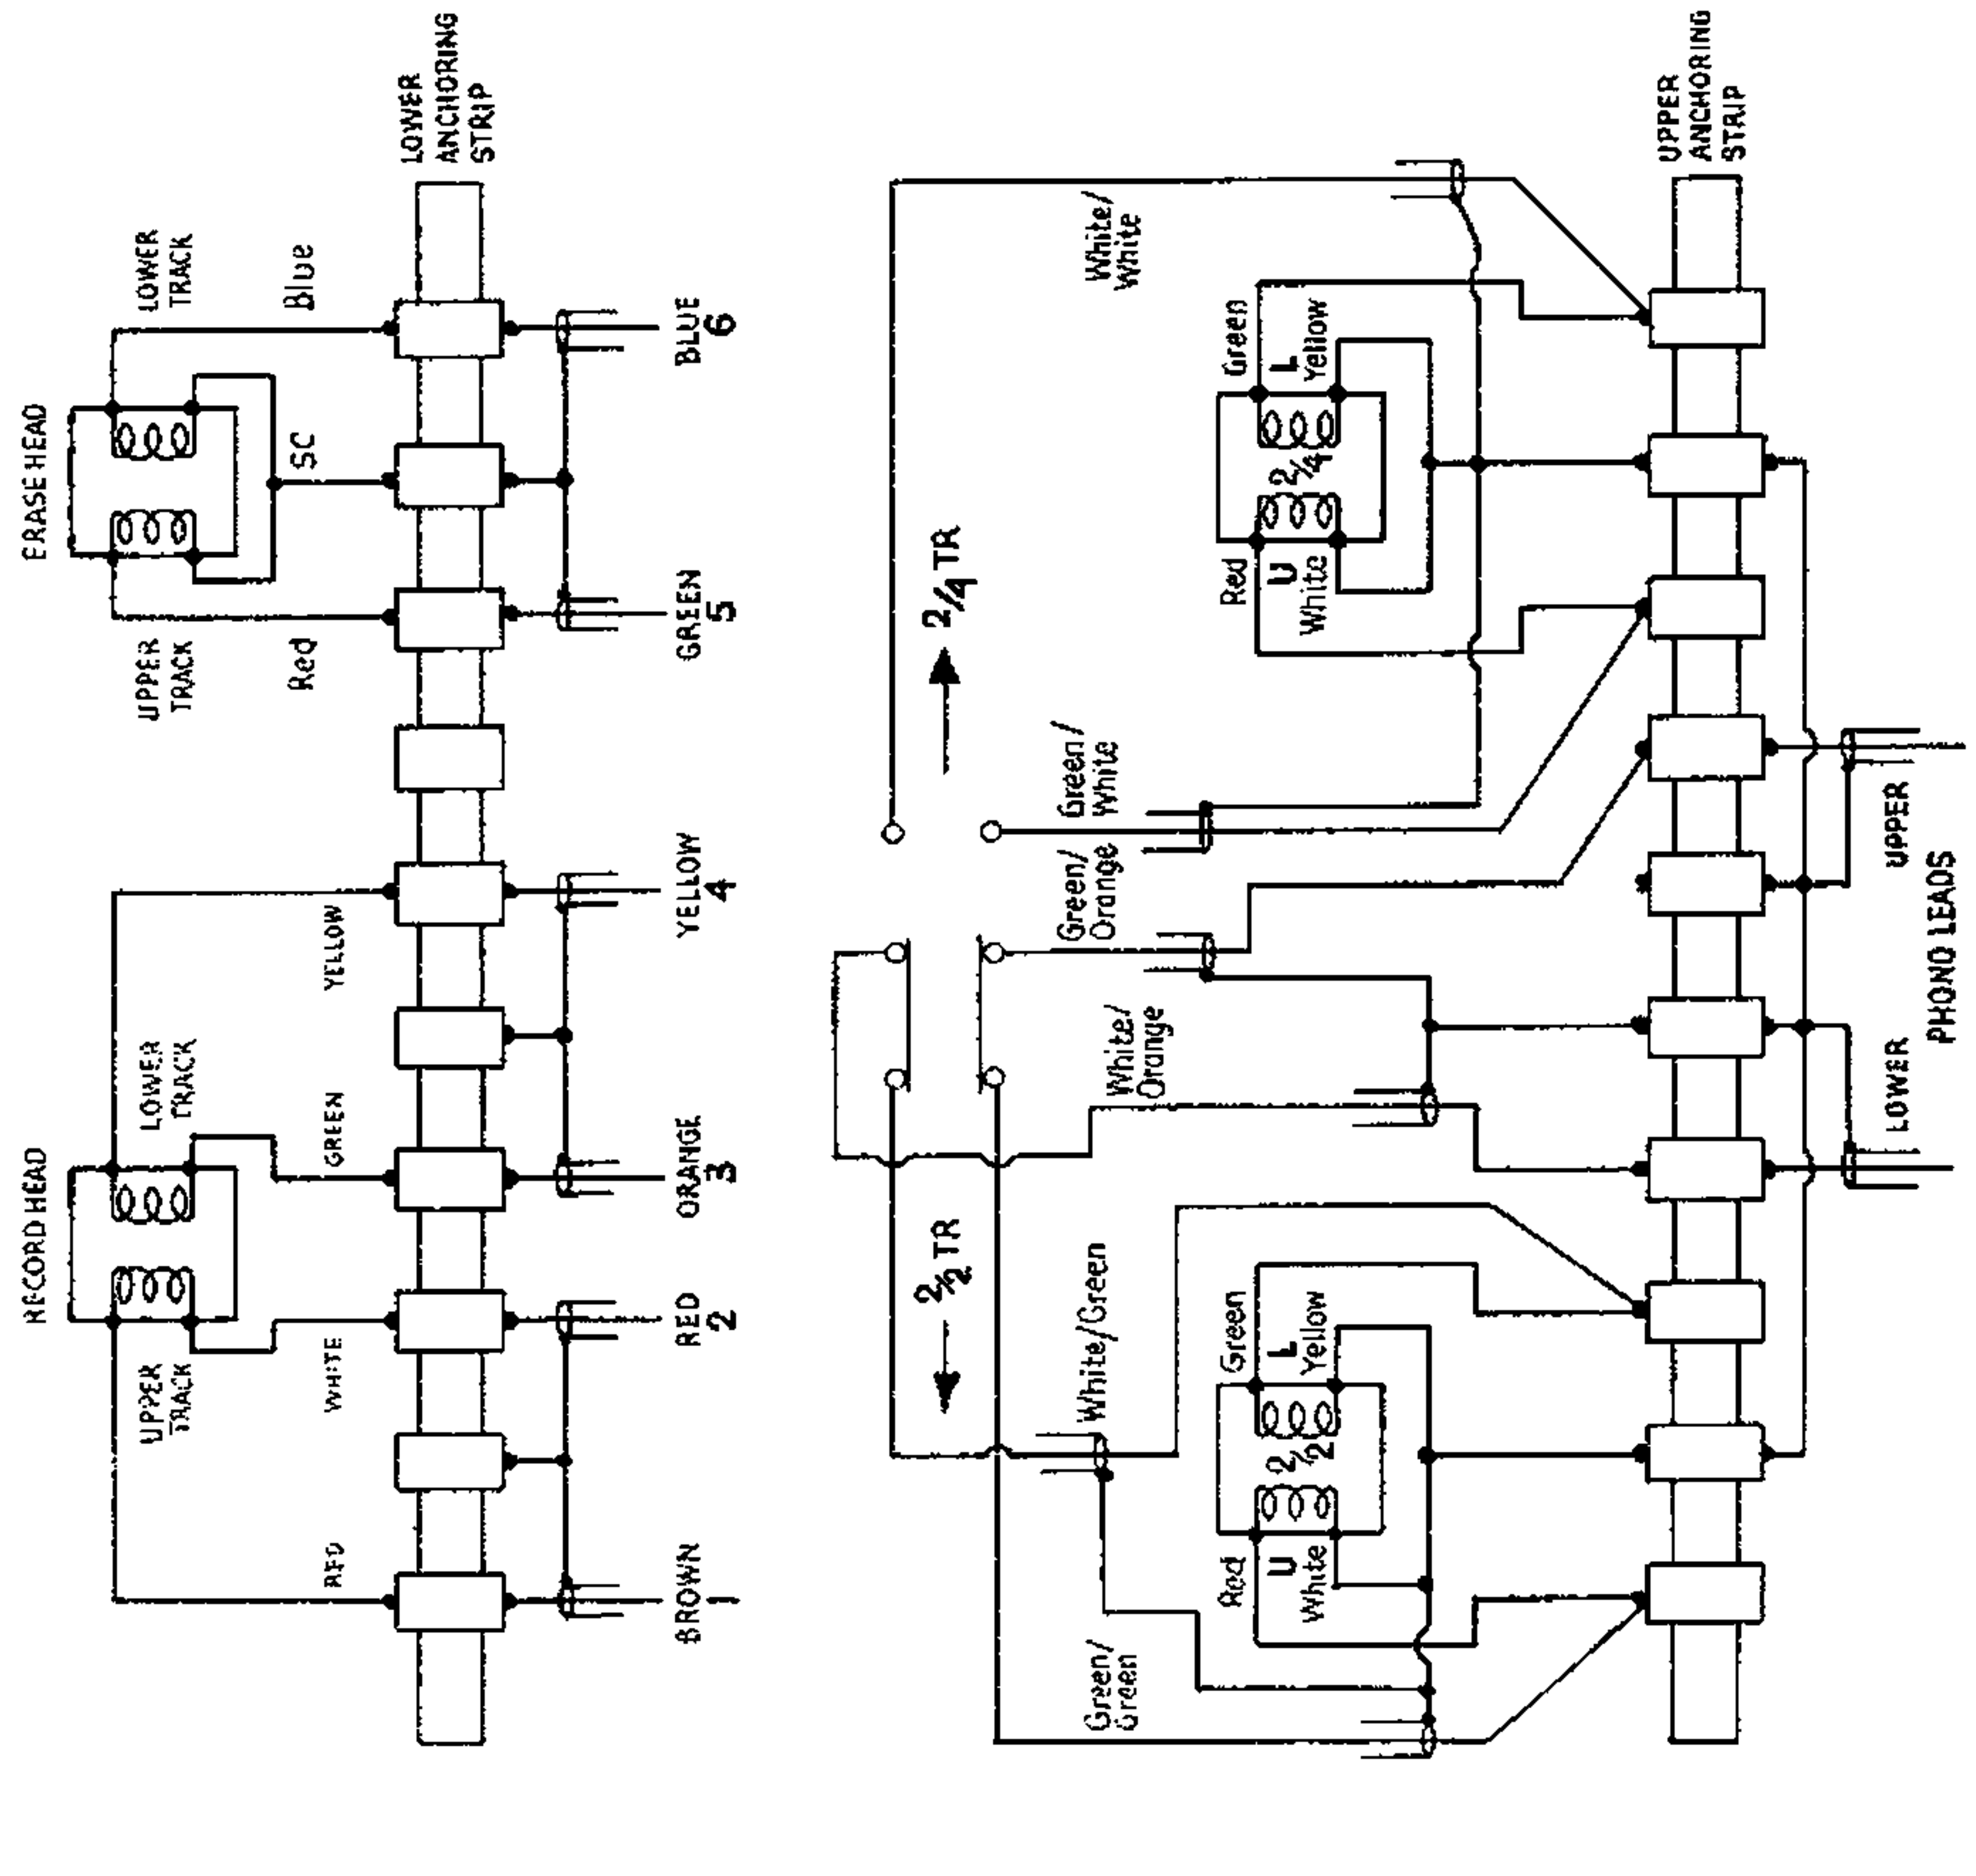 RECORD HEAD
ERASE HEAD
UPPER
TRACK
LOWER
TRACK
UPPER
TRACK
LOWER
TRACK
RED
WHITE
GREEN
YELLOW
Red
SC
Blue
LOWER
ANCHORING
STRIP
BROWN
1
RED
2
ORANGE
3
YELLOW
4
GREEN
5
BLUE
6
2/2 TR
2/4 TR
Green/
Green
White/Green
White/
Orange
Green/
Orange
Green/
White
White/
White
Red
U
White
2/2
Green
L
Yellow
Red
U
White
2/4
Green
L
Yellow
UPPER
ANCHORING
STRIP
LOWER
UPPER
PHONO LEADS